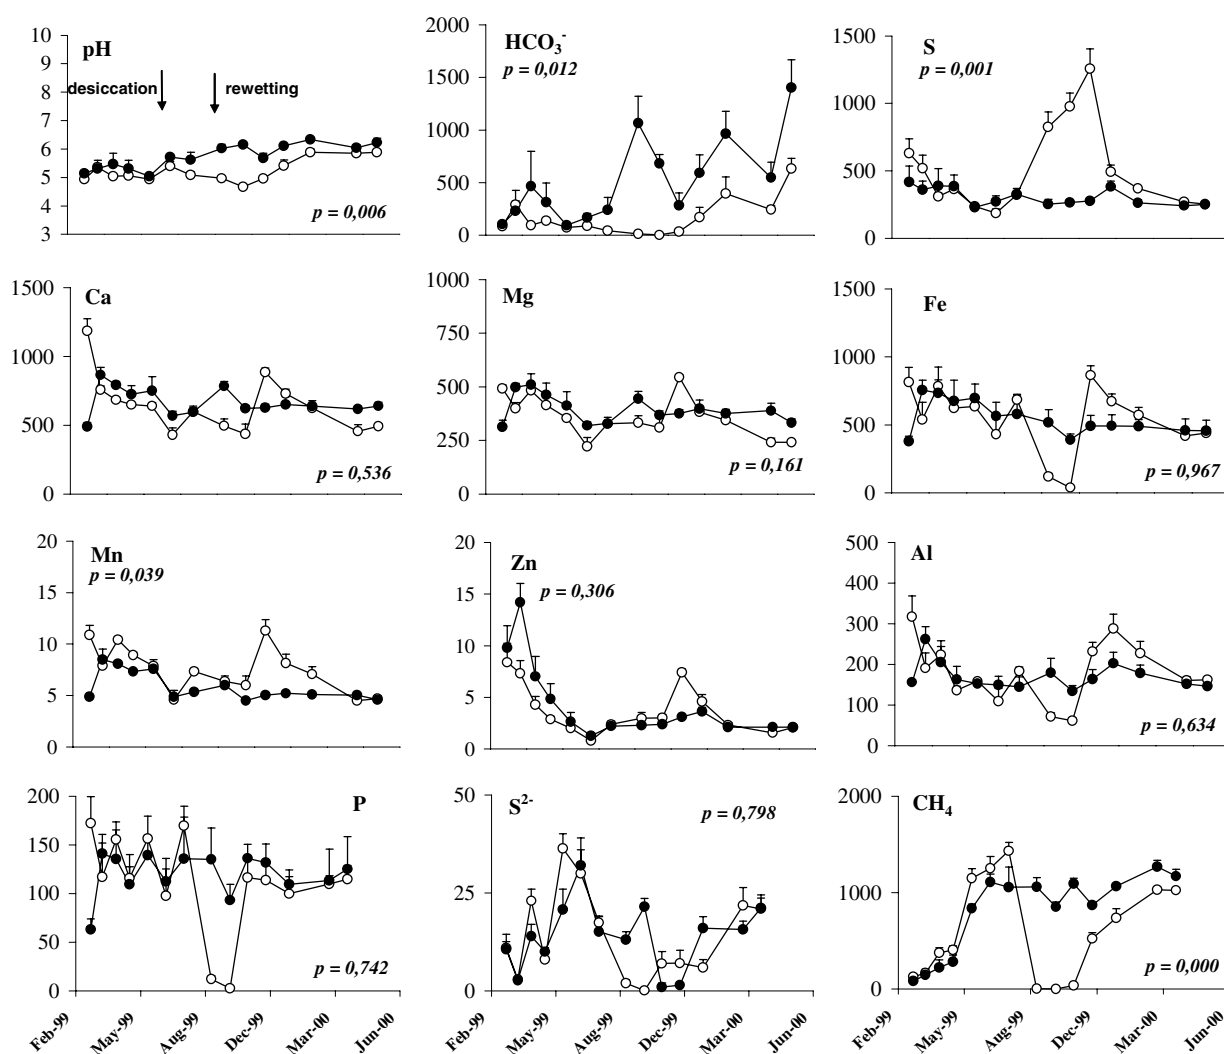 pH
10
9
8
7
6
5
4
3
desiccation
rewetting
p = 0,006
HCO3-
p = 0,012
2000
1500
1000
500
0
S
p = 0,001
1500
1000
500
0
Ca
1500
1000
500
0
p = 0,536
Mg
1000
750
500
250
0
p = 0,161
Fe
1500
1000
500
0
p = 0,967
Mn
p = 0,039
20
15
10
5
0
Zn
p = 0,306
20
15
10
5
0
Al
500
400
300
200
100
0
p = 0,634
P
200
150
100
50
0
p = 0,742
Feb-99
May-99
Aug-99
Dec-99
Mar-00
Jun-00
S2-
p = 0,798
50
25
0
Feb-99
May-99
Aug-99
Dec-99
Mar-00
Jun-00
CH4
2000
1000
0
p = 0,000
Feb-99
May-99
Aug-99
Dec-99
Mar-00
Jun-00